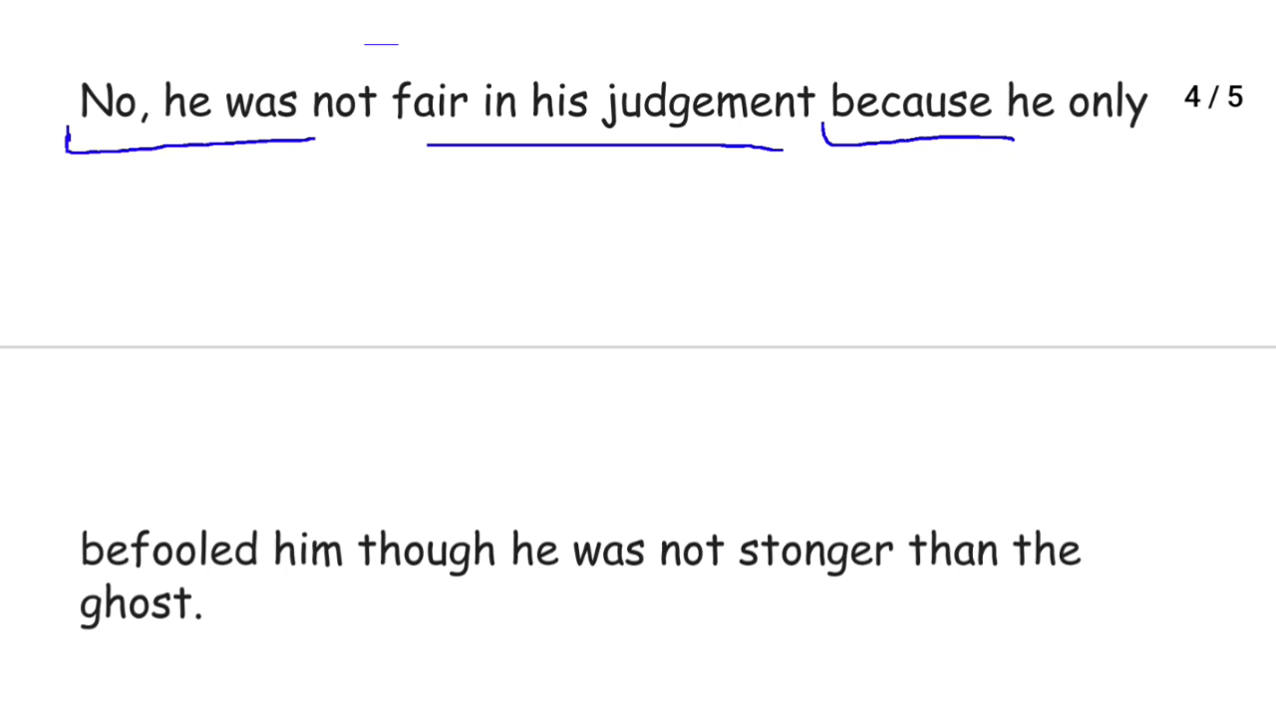 No, he was not fair in his judgement because he only 4 / 5
befooled him though he was not stonger than the
ghost.